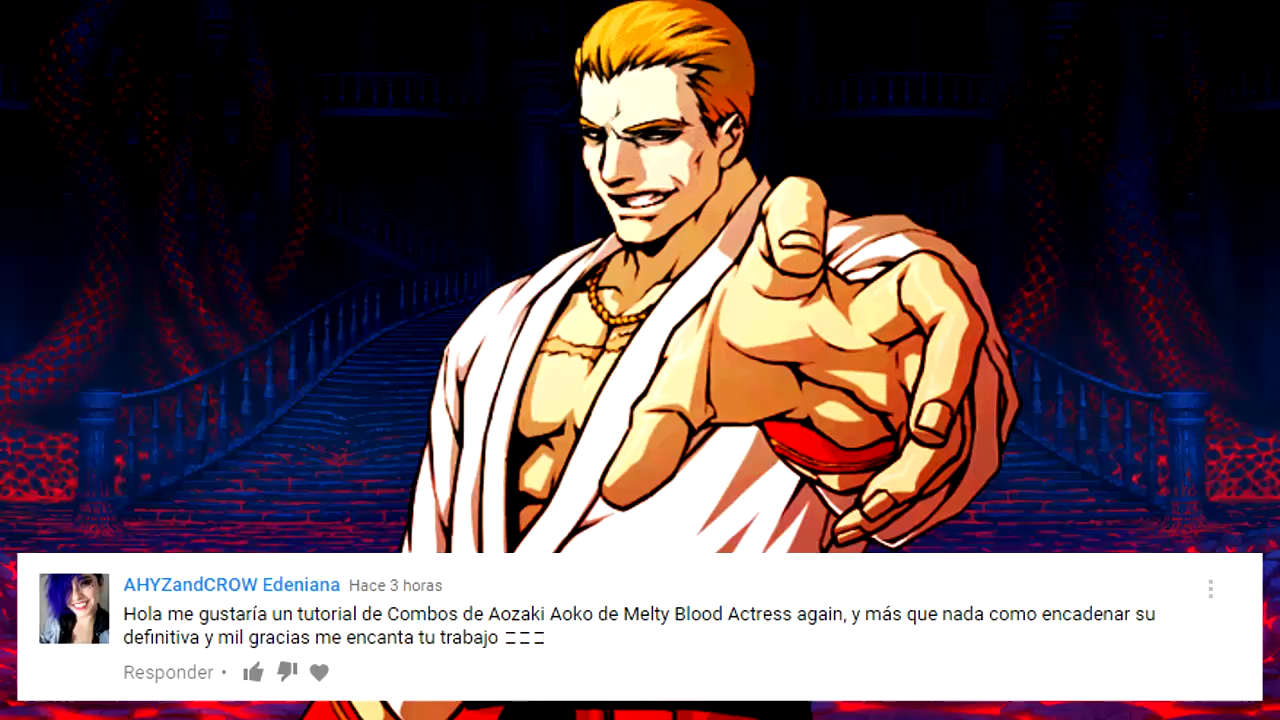 AHYZandCROW Edeniana Hace 3 horas
Hola me gustaría un tutorial de Combos de Aozaki Aoko de Melty Blood Actress again, y más que nada como encadenar su
definitiva y mil gracias me encanta tu trabajo
Responder •